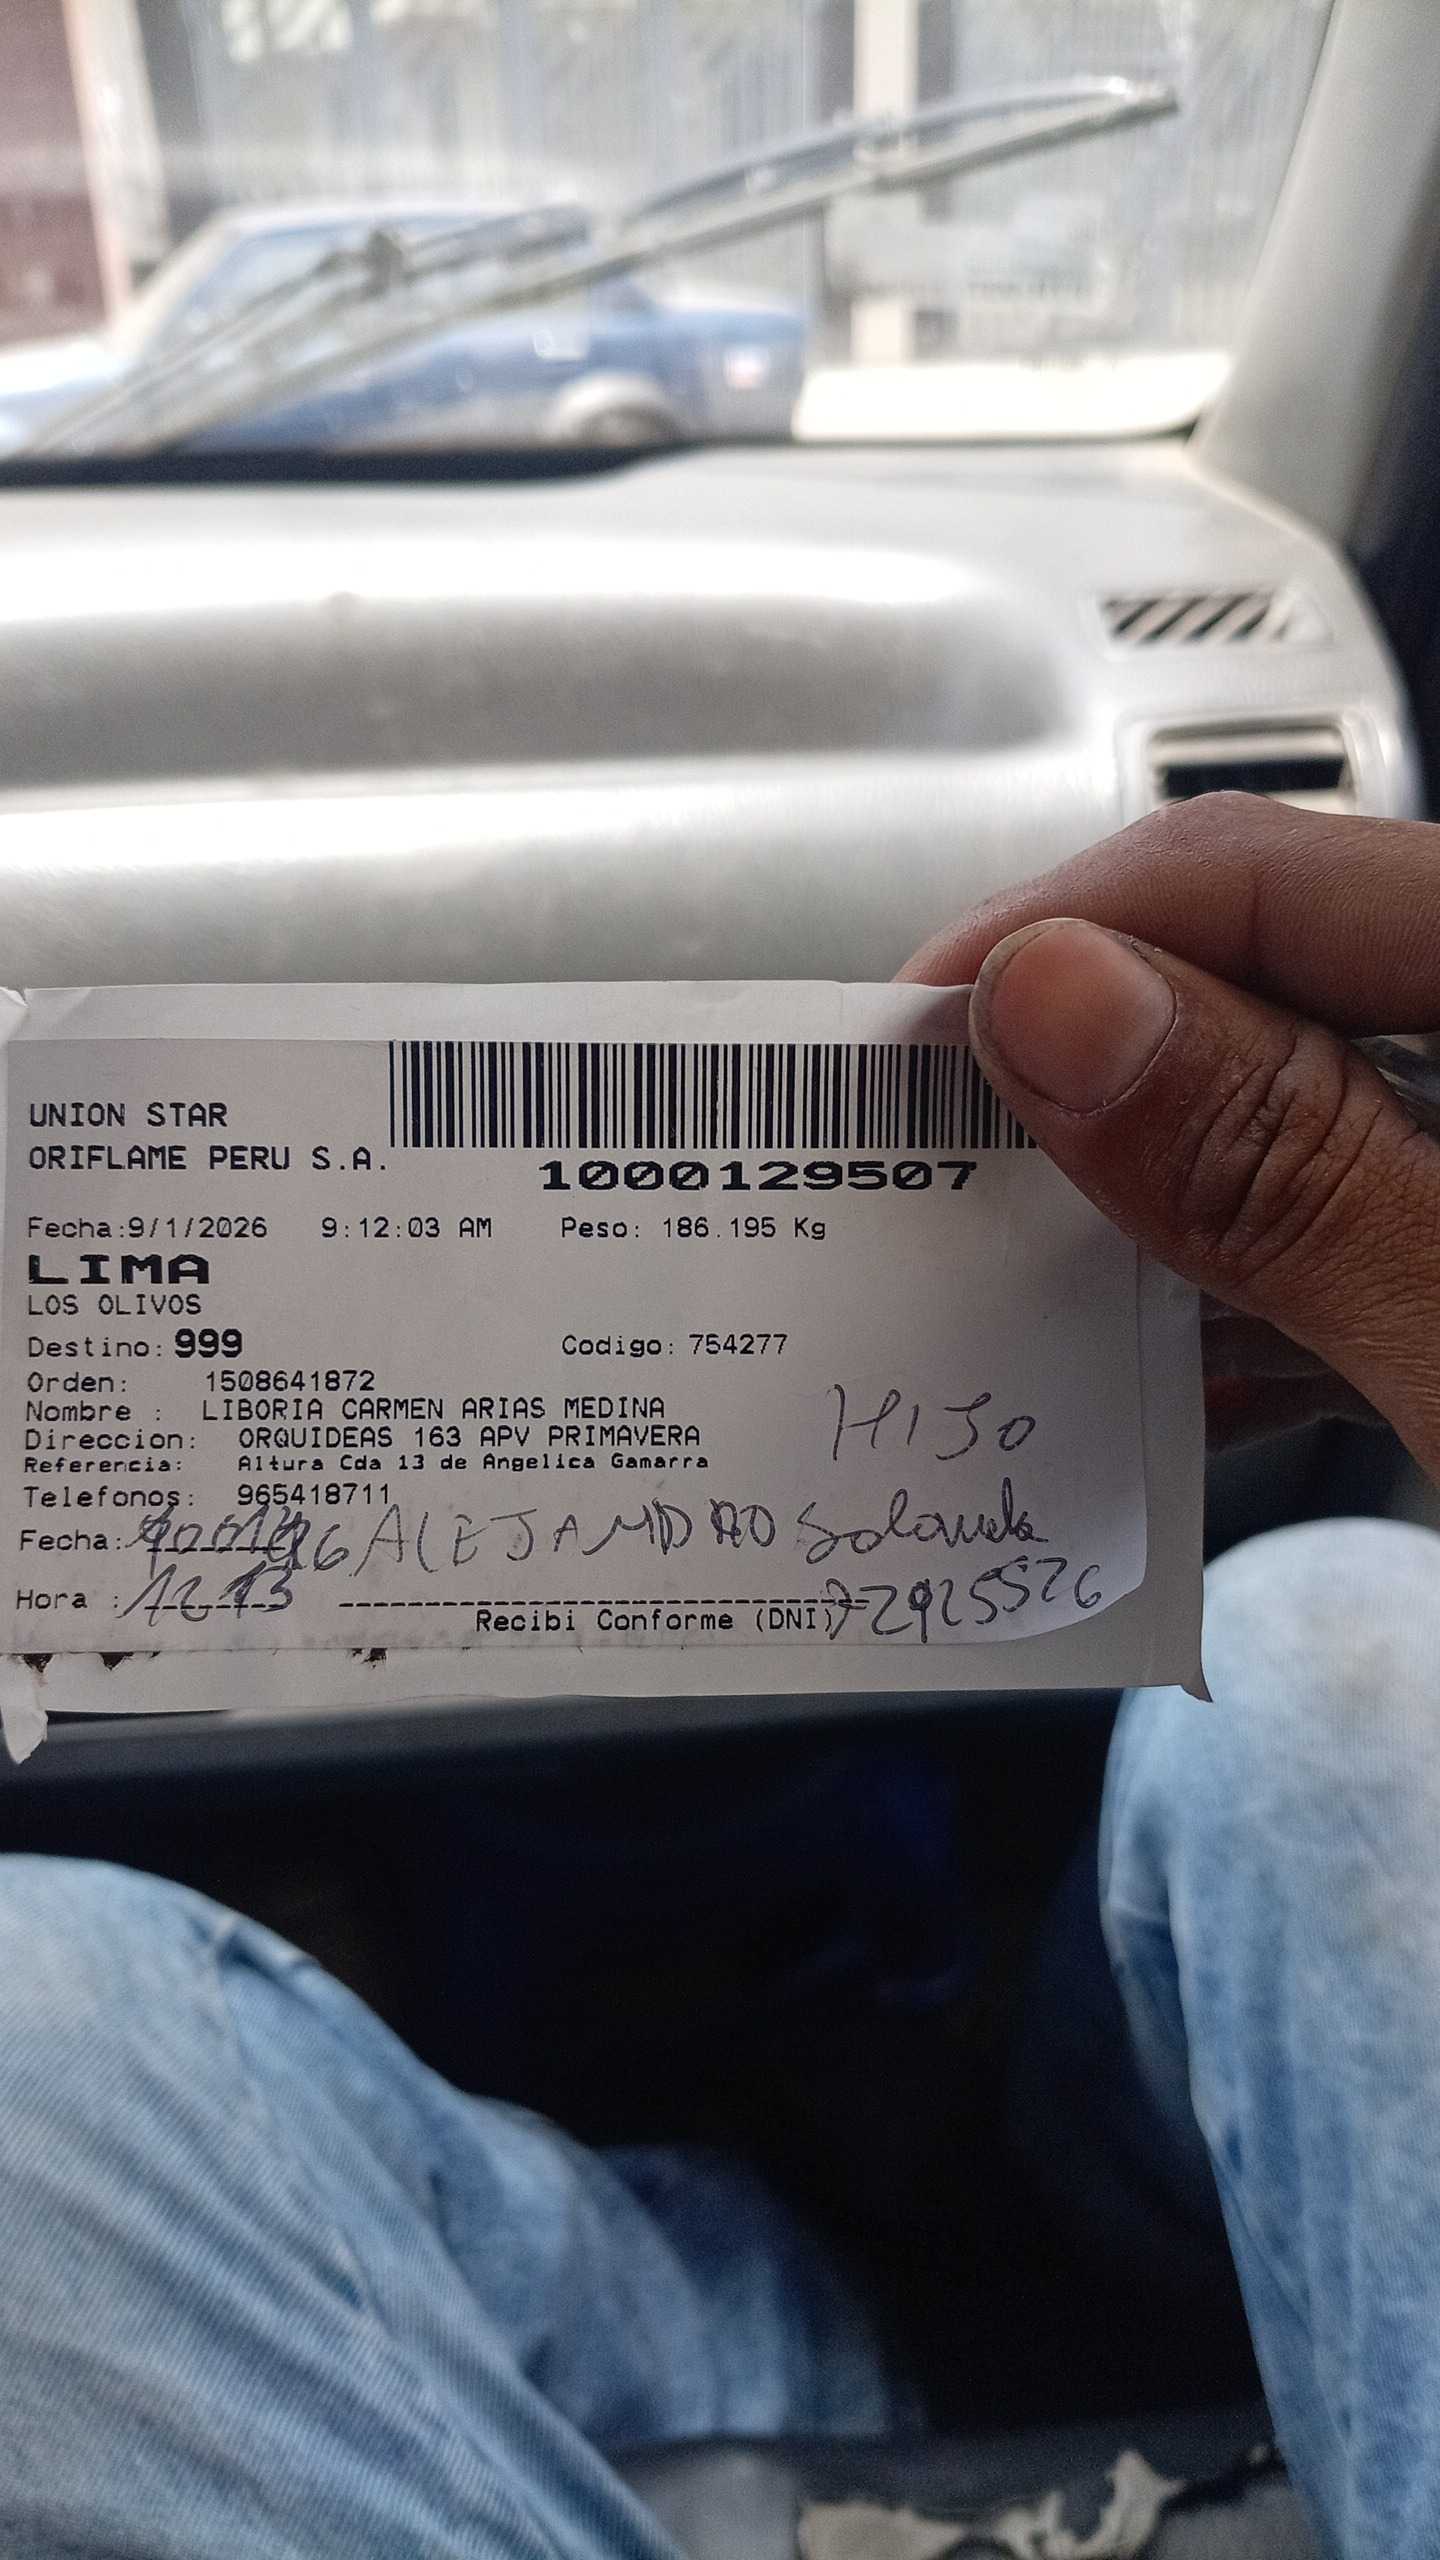 UNION STAR
ORIFLAME PERU S.A.
1000129507
Fecha:9/1/2026 9:12:03 AM Peso: 186.195 Kg
LIMA
LOS OLIVOS
Destino: 999 Codigo: 754277
Orden: 1508641872
Nombre : LIBORIA CARMEN ARIAS MEDINA
HIJO
Direccion: ORQUIDEAS 163 APV PRIMAVERA
Referencia: Altura Cda 13 de Angelica Gamarra
Telefonos: 965418711
Fecha: ALEJANDRO
Hora : 12 13
Recibi Conforme (DNI)